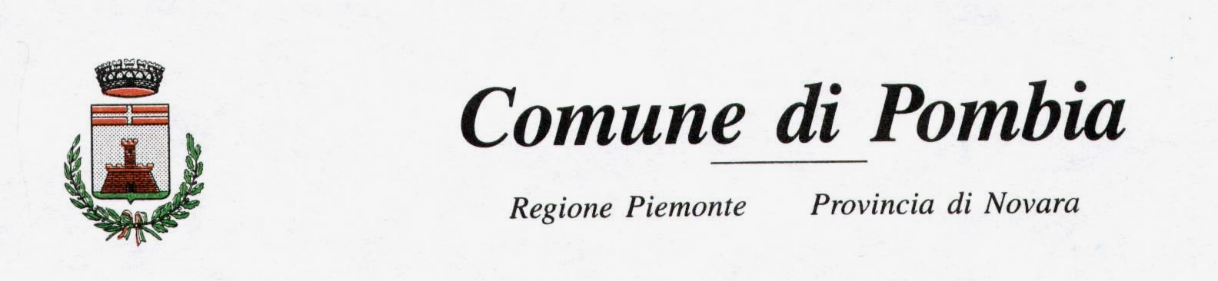 Comune di Pombia
Regione Piemonte Provincia di Novara